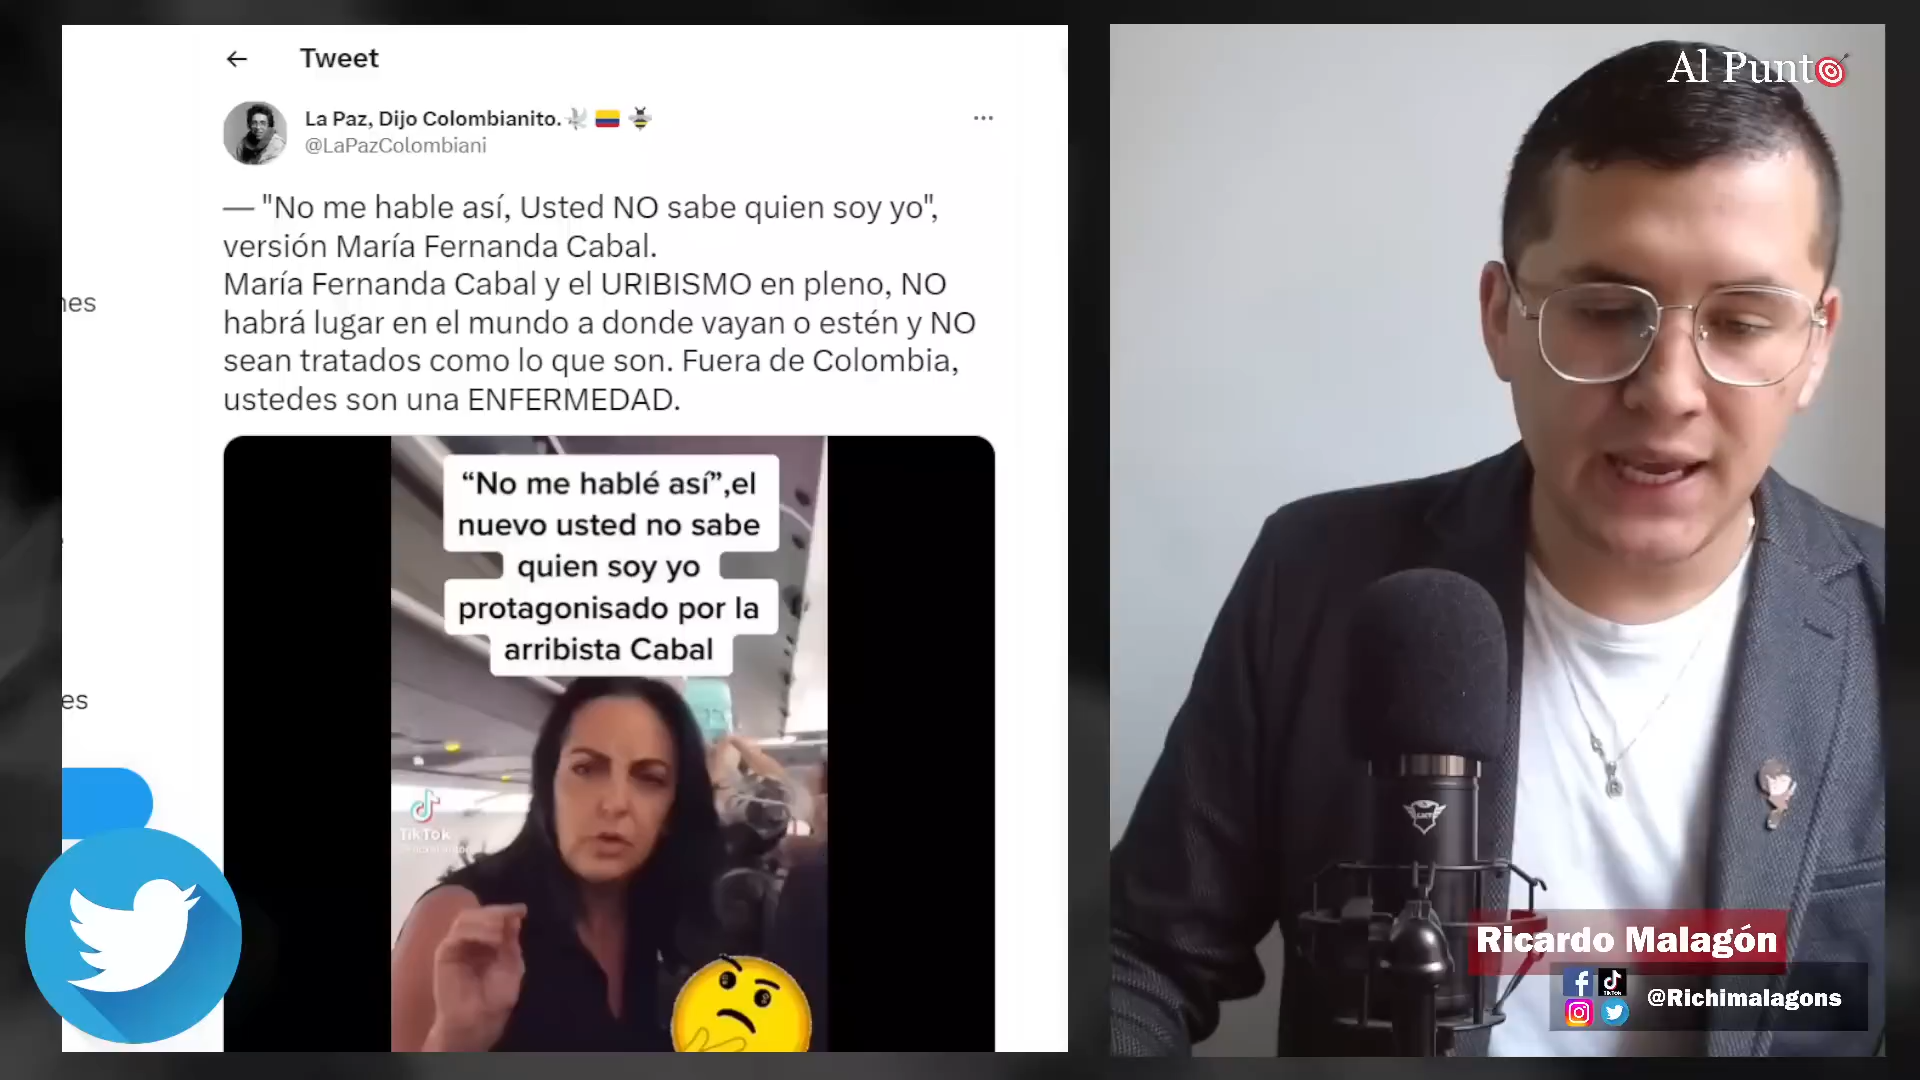 Tweet
La Paz, Dijo Colombianito.
@LaPazColombiani
— "No me hable así, Usted NO sabe quien soy yo",
versión María Fernanda Cabal.
María Fernanda Cabal y el URIBISMO en pleno, NO
habrá lugar en el mundo a donde vayan o estén y NO
sean tratados como lo que son. Fuera de Colombia,
ustedes son una ENFERMEDAD.
“No me hablé así”,el
nuevo usted no sabe
quien soy yo
protagonisado por la
arribista Cabal
TikTok
es
Al Punto
Ricardo Malagón
@Richimalagons